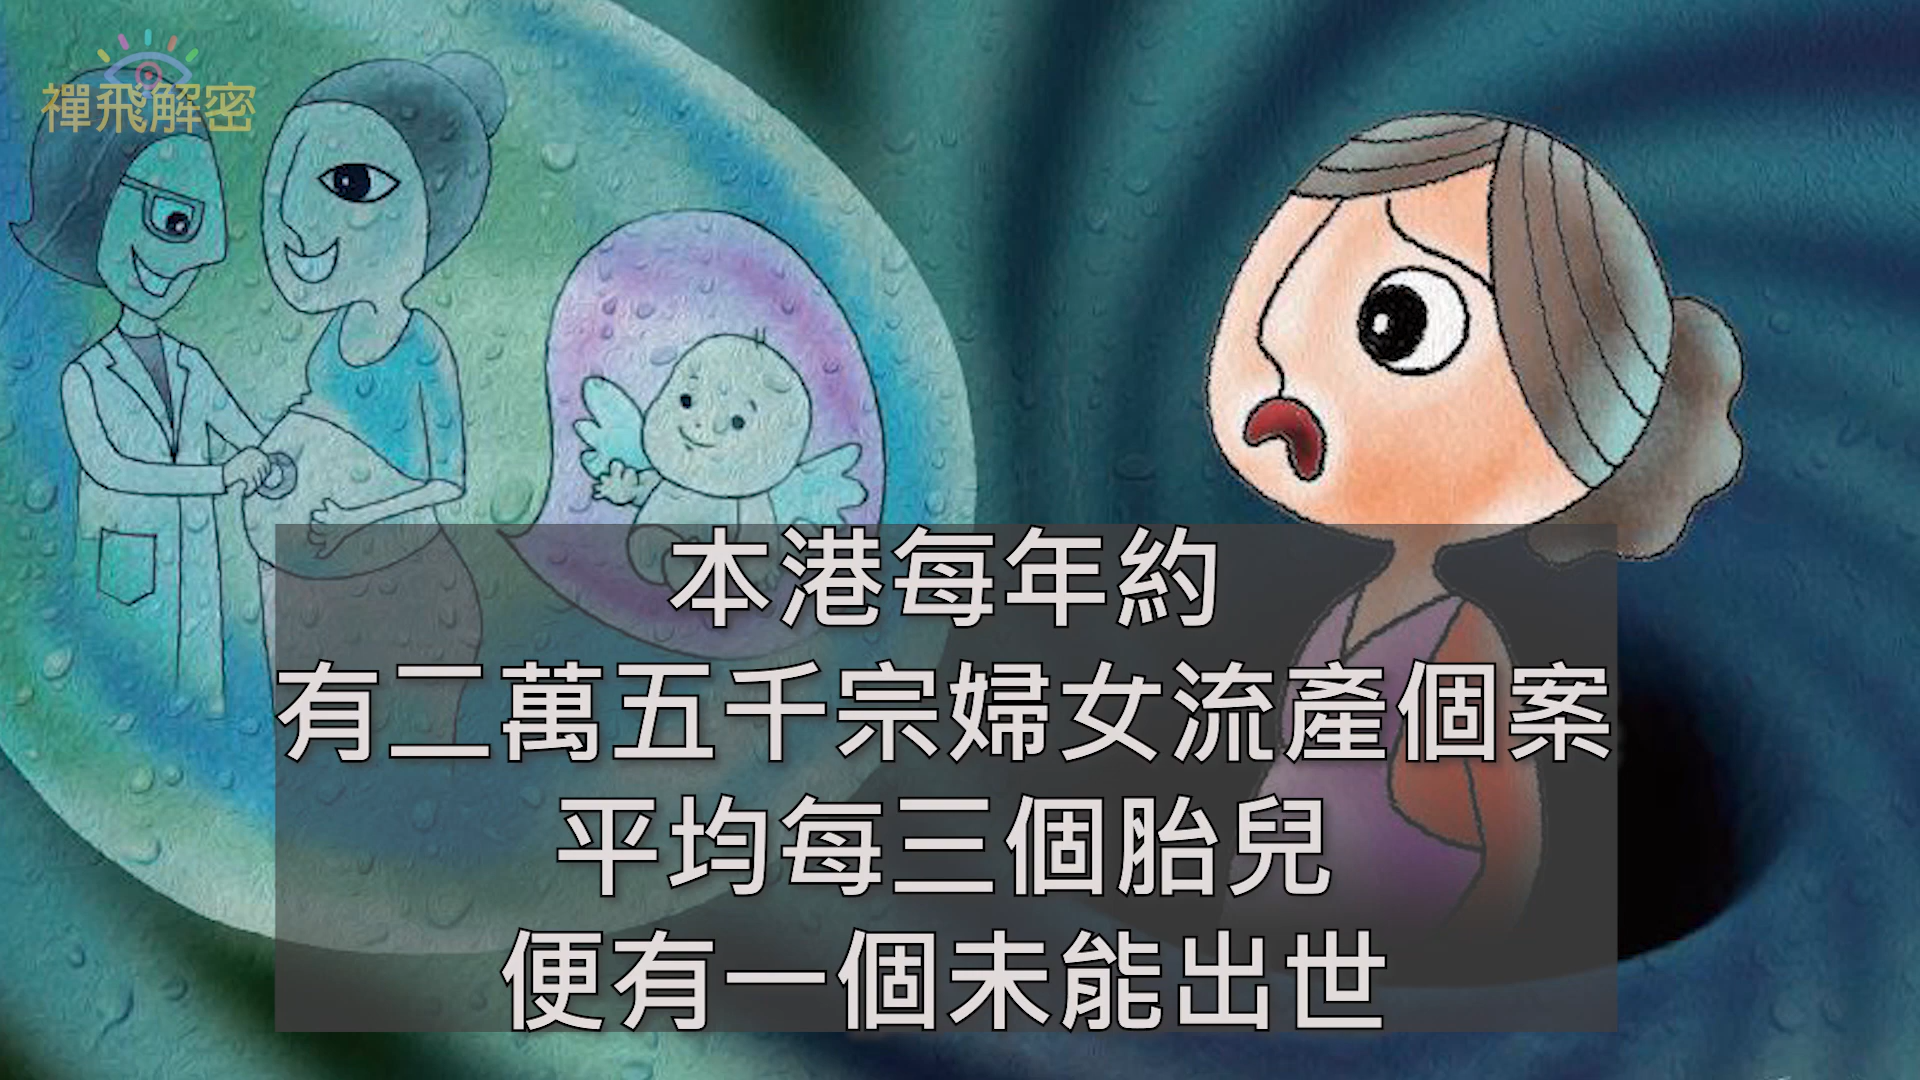 禪飛解密
本港每年約
有二萬五千宗婦女流產個案
平均每三個胎兒
便有一個未能出世